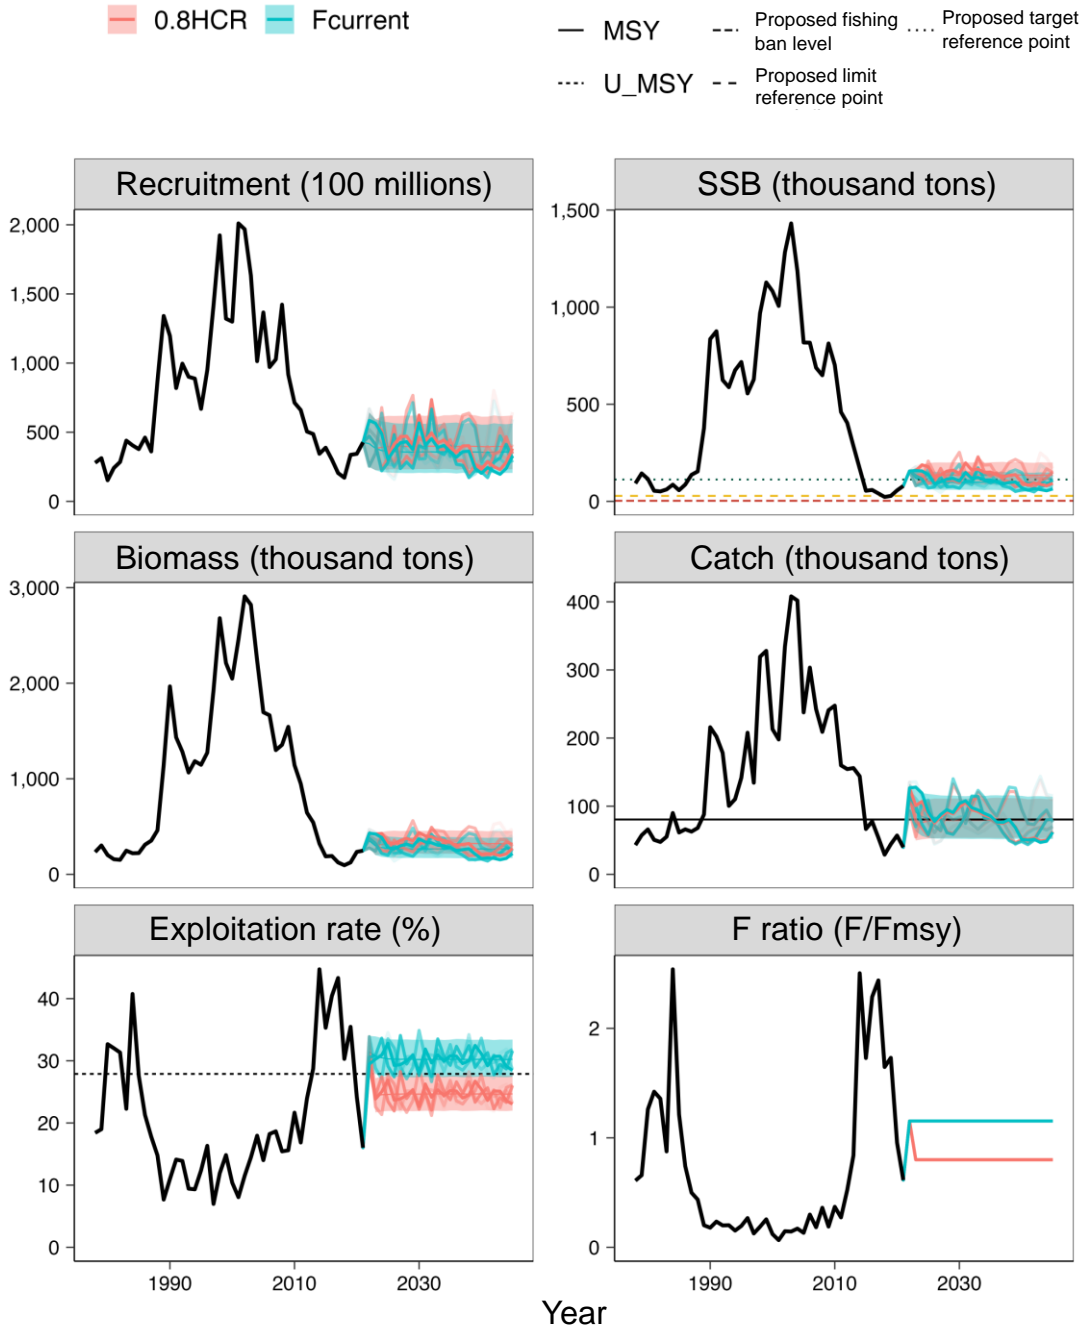 0.8HCR
Fcurrent
MSY
Proposed fishing
ban level
Proposed target
reference point
U_MSY
Proposed limit
reference point
Recruitment (100 millions)
SSB (thousand tons)
2,000
1,500
1,000
500
0
1,500
1,000
500
0
Biomass (thousand tons)
Catch (thousand tons)
3,000
2,000
1,000
0
400
300
200
100
0
Exploitation rate (%)
F ratio (F/Fmsy)
40
30
20
10
0
2
1
0
1990
2010
2030
1990
2010
2030
Year